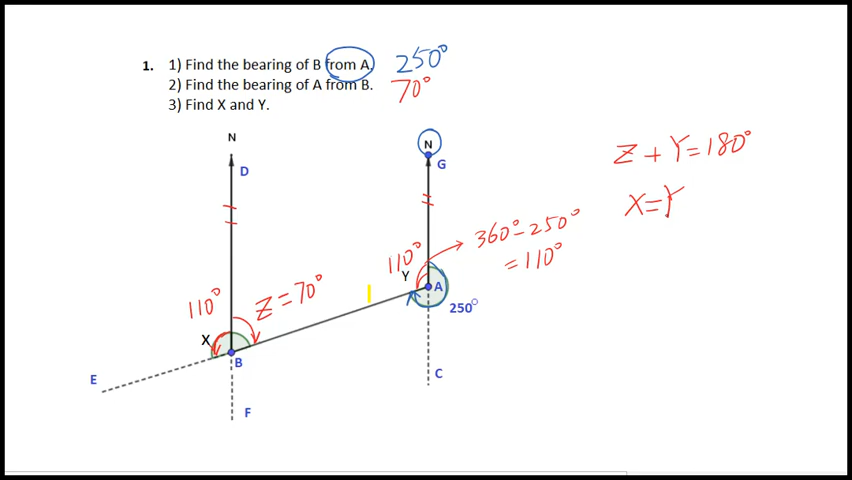 1. 1) Find the bearing of B from A. 250°
2) Find the bearing of A from B. 70°
3) Find X and Y.
N
N
D
G
Z + Y = 180°
X = Y
360° - 250°
= 110°
110°
Y
A
250°
110°
Z = 70°
X
B
E
C
F